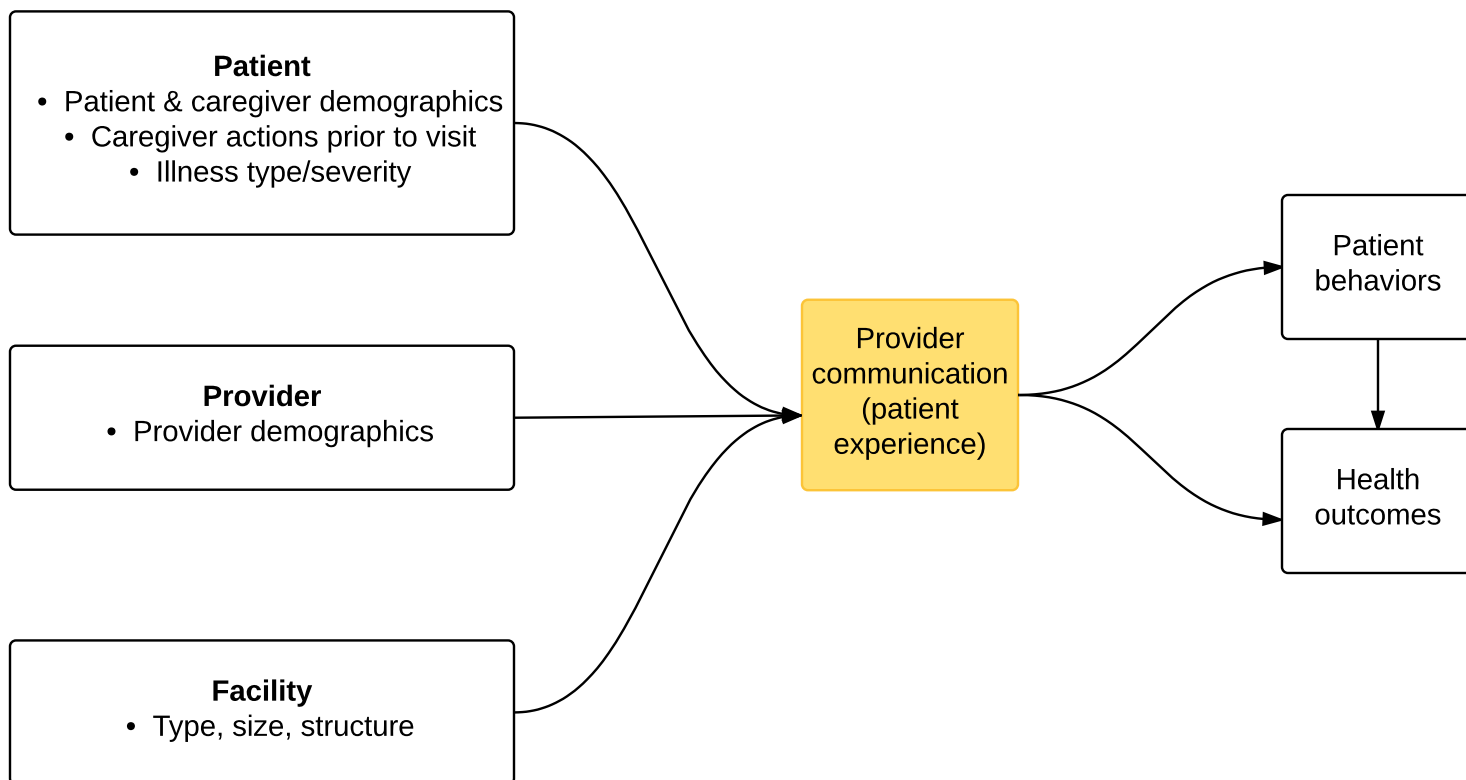 Patient
• Patient & caregiver demographics
• Caregiver actions prior to visit
• Illness type/severity
Provider
• Provider demographics
Facility
• Type, size, structure
Provider
communication
(patient
experience)
Patient
behaviors
Health
outcomes